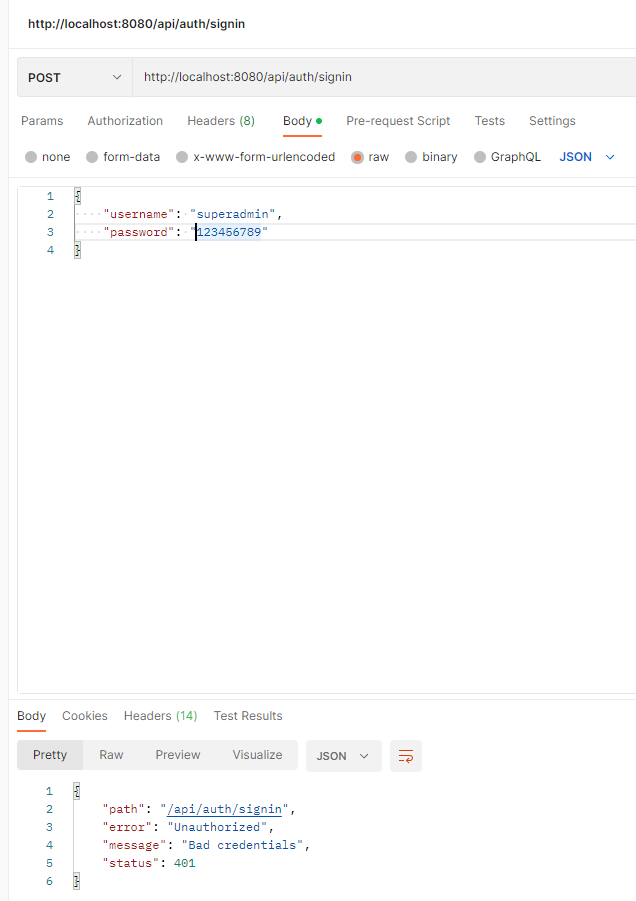 http://localhost:8080/api/auth/signin
POST http://localhost:8080/api/auth/signin
Params Authorization Headers (8) Body Pre-request Script Tests Settings
none form-data x-www-form-urlencoded raw binary GraphQL JSON
1 {
2 "username": "superadmin",
3 "password": "123456789"
4 }
Body Cookies Headers (14) Test Results
Pretty Raw Preview Visualize JSON
1 {
2 "path": "/api/auth/signin",
3 "error": "Unauthorized",
4 "message": "Bad credentials",
5 "status": 401
6 }